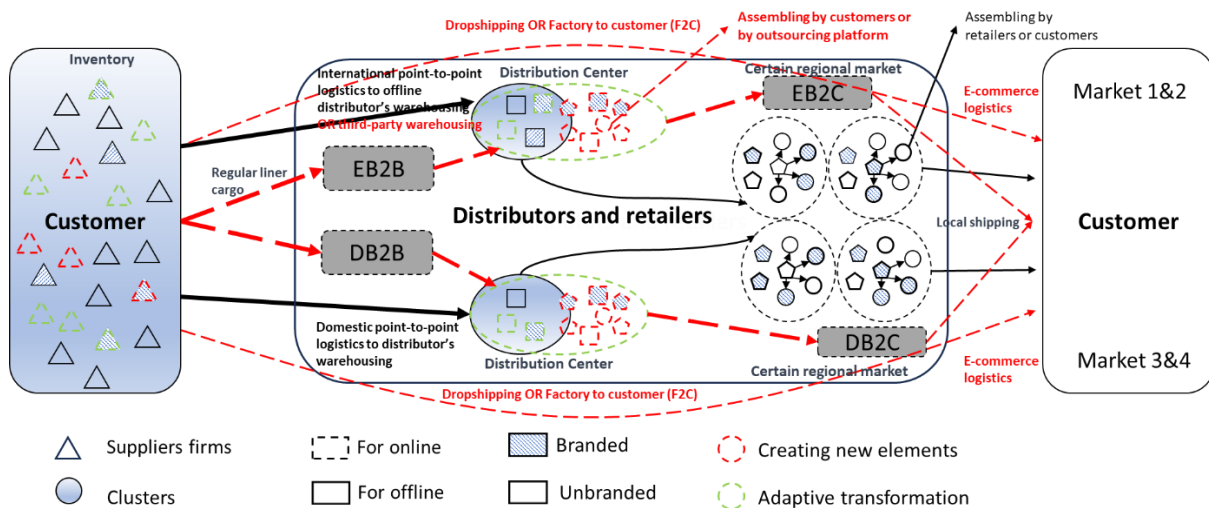 Dropshipping OR Factory to customer (F2C)
Assembling by customers or
by outsourcing platform
Assembling by
retailers or customers
Inventory
International point-to-point
logistics to offline
distributor's warehousing
OR third-party warehousing
Distribution Center
Certain regional market
EB2C
E-commerce
logistics
Market 1&2
Regular liner
cargo
EB2B
Customer
Distributors and retailers
Local shipping
Customer
DB2B
Domestic point-to-point
logistics to distributor's
warehousing
Distribution Center
DB2C
Certain regional market
E-commerce
logistics
Market 3&4
Dropshipping OR Factory to customer (F2C)
Suppliers firms
For online
Branded
Creating new elements
Clusters
For offline
Unbranded
Adaptive transformation